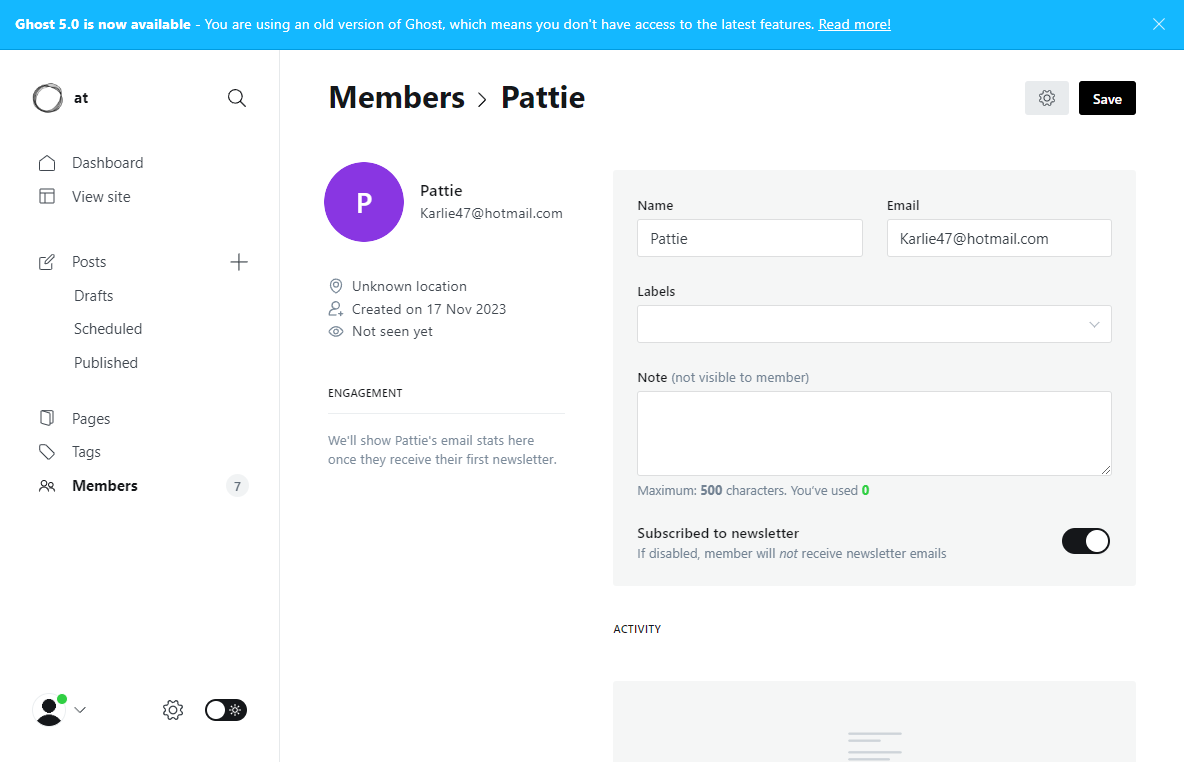 Ghost 5.0 is now available - You are using an old version of Ghost, which means you don't have access to the latest features. Read more!
at
Dashboard
View site
Posts
Drafts
Scheduled
Published
Pages
Tags
Members 7
Members > Pattie
Save
P
Pattie
Karlie47@hotmail.com
Unknown location
Created on 17 Nov 2023
Not seen yet
ENGAGEMENT
We'll show Pattie's email stats here
once they receive their first newsletter.
Name
Pattie
Email
Karlie47@hotmail.com
Labels
Note (not visible to member)
Maximum: 500 characters. You've used 0
Subscribed to newsletter
If disabled, member will not receive newsletter emails
ACTIVITY